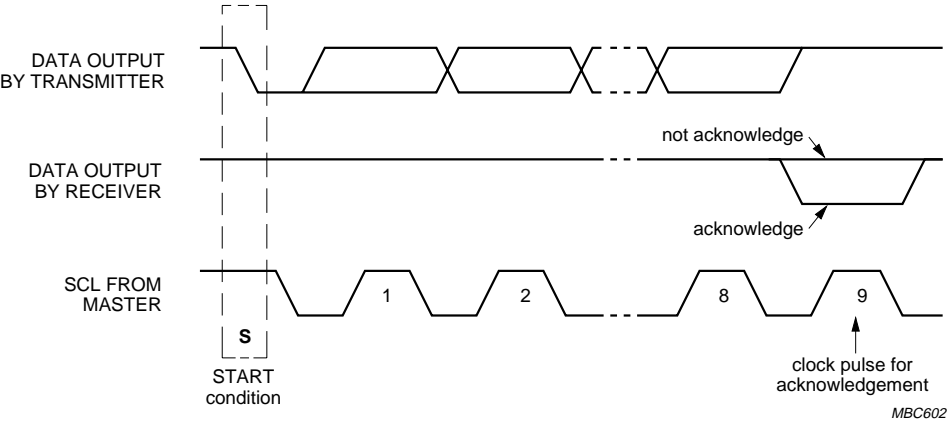 DATA OUTPUT
BY TRANSMITTER
not acknowledge
DATA OUTPUT
BY RECEIVER
acknowledge
SCL FROM
MASTER
1
2
8
9
S
START
condition
clock pulse for
acknowledgement
MBC602